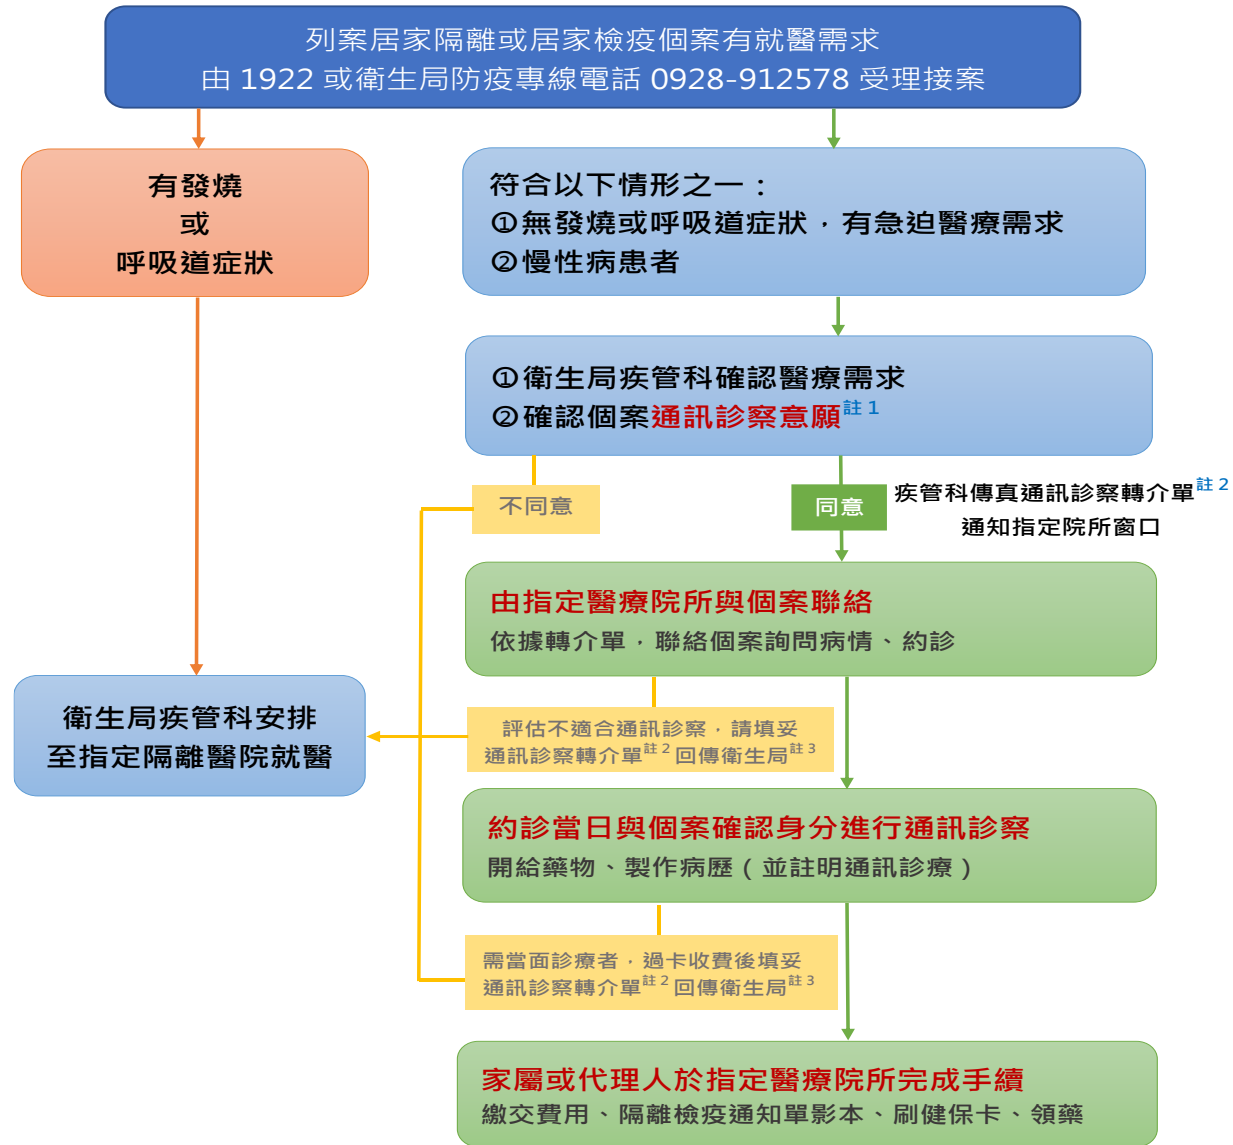 列案居家隔離或居家檢疫個案有就醫需求
由 1922 或衛生局防疫專線電話 0928-912578 受理接案
有發燒
或
呼吸道症狀
符合以下情形之一：
①無發燒或呼吸道症狀，有急迫醫療需求
②慢性病患者
①衛生局疾管科確認醫療需求
②確認個案通訊診察意願註1
不同意
同意
疾管科傳真通訊診察轉介單註2
通知指定院所窗口
由指定醫療院所與個案聯絡
依據轉介單，聯絡個案詢問病情、約診
衛生局疾管科安排
至指定隔離醫院就醫
評估不適合通訊診察，請填妥
通訊診察轉介單註2回傳衛生局註3
約診當日與個案確認身分進行通訊診察
開給藥物、製作病歷（並註明通訊診療）
需當面診療者，過卡收費後填妥
通訊診察轉介單註2回傳衛生局註3
家屬或代理人於指定醫療院所完成手續
繳交費用、隔離檢疫通知單影本、刷健保卡、領藥